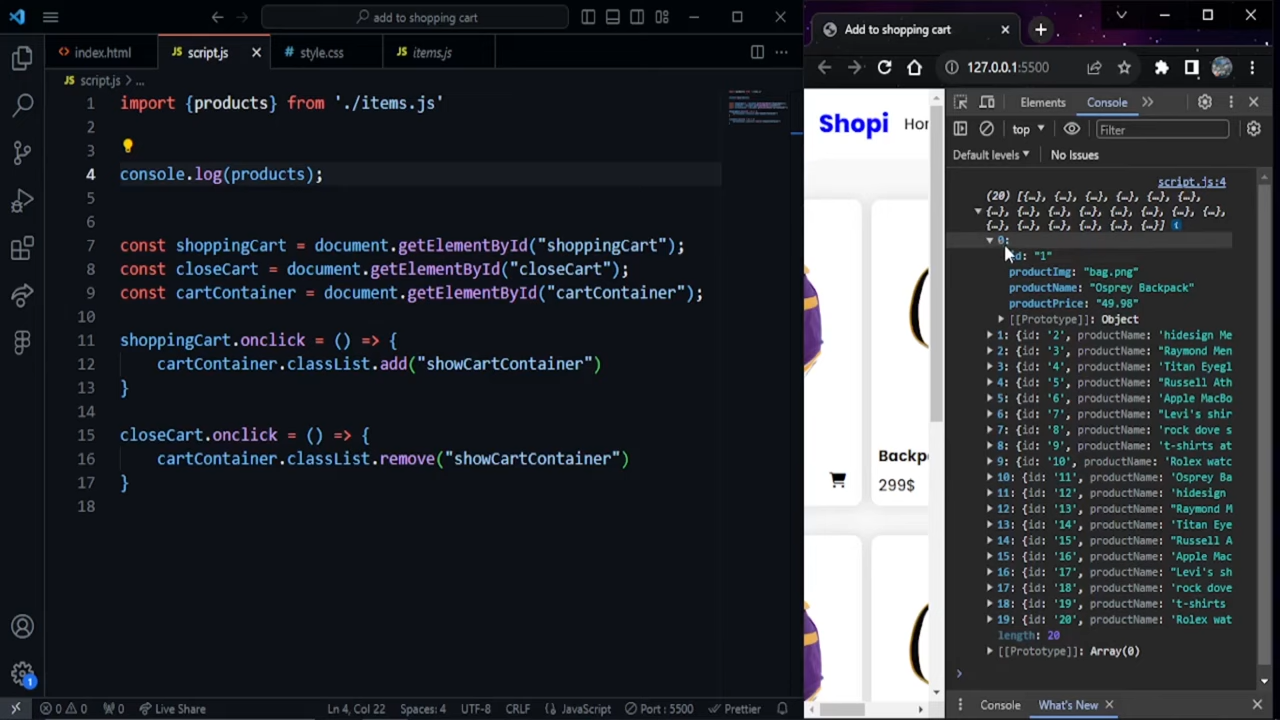 add to shopping cart
index.html
script.js
style.css
items.js
script.js > ...
1 import {products} from './items.js'
2
3
4 console.log(products);
5
6
7 const shoppingCart = document.getElementById("shoppingCart");
8 const closeCart = document.getElementById("closeCart");
9 const cartContainer = document.getElementById("cartContainer");
10
11 shoppingCart.onclick = () => {
12 cartContainer.classList.add("showCartContainer")
13 }
14
15 closeCart.onclick = () => {
16 cartContainer.classList.remove("showCartContainer")
17 }
18
1
0 0 0 Live Share Ln 4, Col 22 Spaces: 4 UTF-8 CRLF JavaScript Port : 5500 Prettier
Add to shopping cart
127.0.0.1:5500
Shopi Hor
Backp
299$
Elements Console
top Filter
Default levels No Issues
script.js:4
(20) [{…}, {…}, {…}, {…}, {…}, {…},
{…}, {…}, {…}, {…}, {…}, {…}, {…}, {…},
{…}, {…}, {…}, {…}, {…}, {…}]
0:
id: "1"
productImg: "bag.png"
productName: "Osprey Backpack"
productPrice: "49.98"
[[Prototype]]: Object
1: {id: '2', productName: 'hidesign Me
2: {id: '3', productName: "Raymond Men
3: {id: '4', productName: 'Titan Eyegl
4: {id: '5', productName: "Russell Ath
5: {id: '6', productName: 'Apple MacBo
6: {id: '7', productName: "Levi's shir
7: {id: '8', productName: 'rock dove s
8: {id: '9', productName: 't-shirts at
9: {id: '10', productName: 'Rolex watc
10: {id: '11', productName: 'Osprey Ba
11: {id: '12', productName: 'hidesign
12: {id: '13', productName: "Raymond M
13: {id: '14', productName: 'Titan Eye
14: {id: '15', productName: "Russell A
15: {id: '16', productName: 'Apple Mac
16: {id: '17', productName: "Levi's sh
17: {id: '18', productName: 'rock dove
18: {id: '19', productName: 't-shirts
19: {id: '20', productName: 'Rolex wat
length: 20
[[Prototype]]: Array(0)
Console What's New